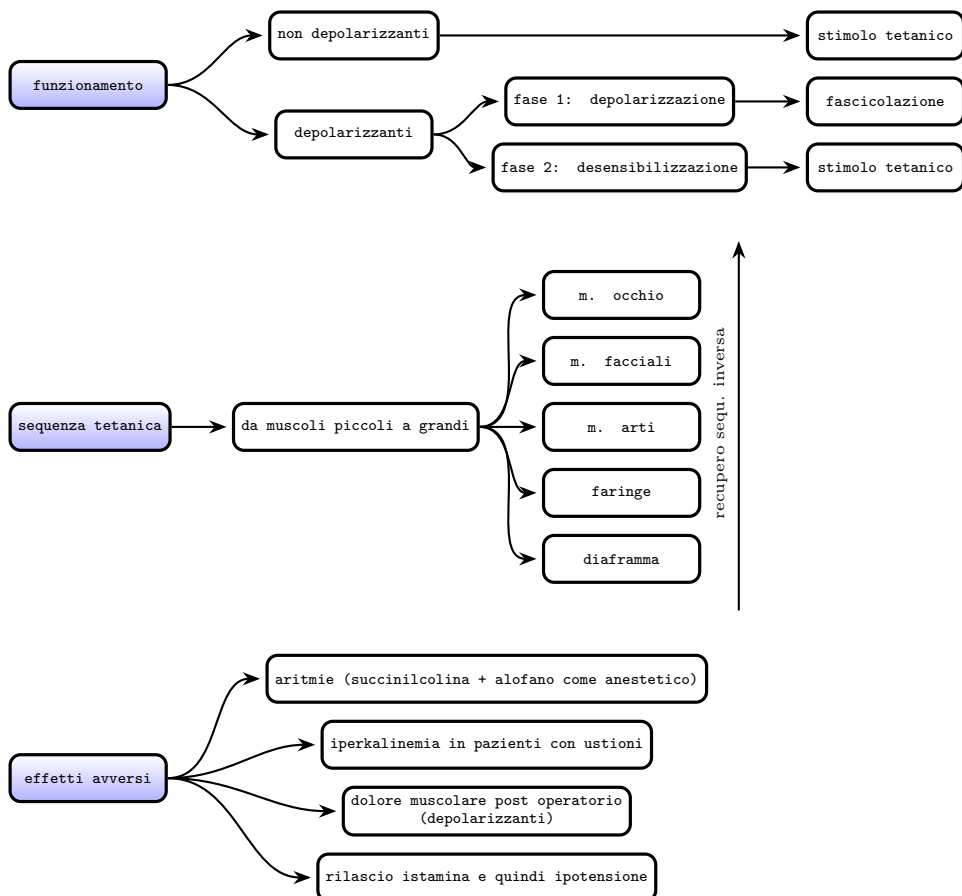 non depolarizzanti
stimolo tetanico
funzionamento
fase 1: depolarizzazione
fascicolazione
depolarizzanti
fase 2: desensibilizzazione
stimolo tetanico
m. occhio
m. facciali
sequenza tetanica
da muscoli piccoli a grandi
m. arti
faringe
diaframma
recupero sequ. inversa
aritmie (succinilcolina + alofano come anestetico)
iperkalinemia in pazienti con ustioni
effetti avversi
dolore muscolare post operatorio
(depolarizzanti)
rilascio istamina e quindi ipotensione